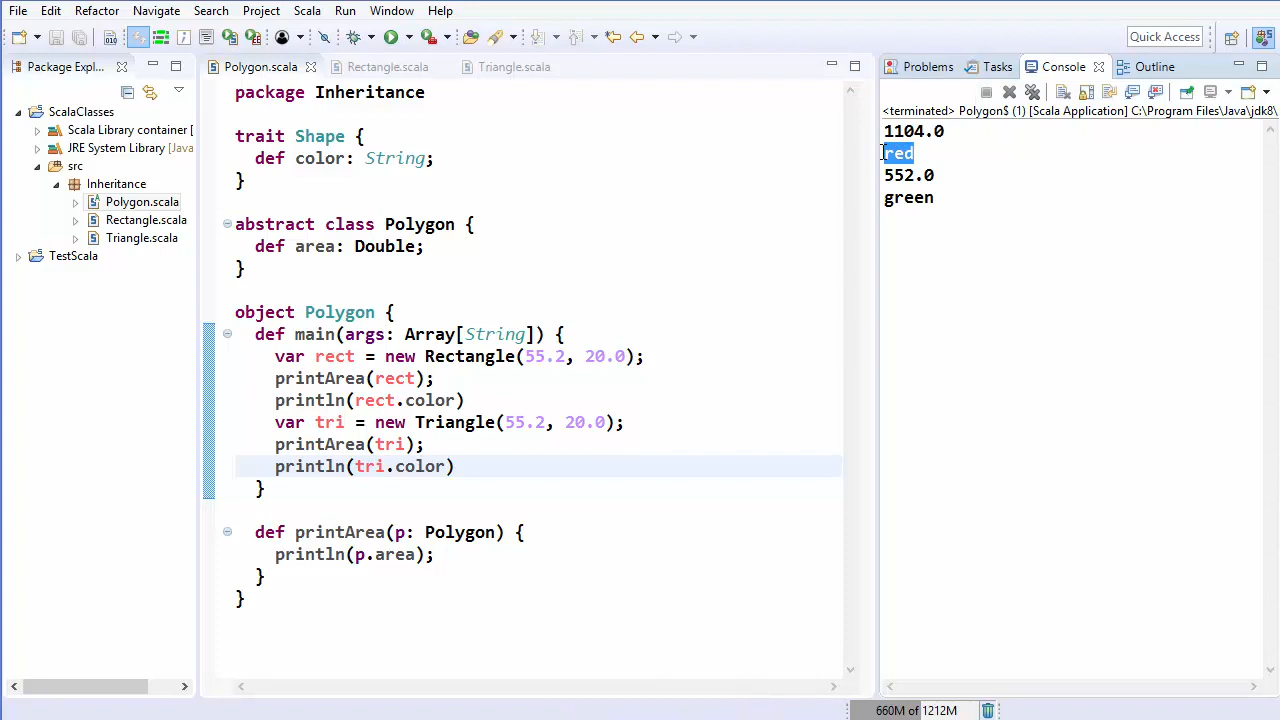 File Edit Refactor Navigate Search Project Scala Run Window Help
Quick Access
Package Expl...
ScalaClasses
Scala Library container [
JRE System Library [Java
src
Inheritance
Polygon.scala
Rectangle.scala
Triangle.scala
TestScala
Polygon.scala Rectangle.scala Triangle.scala
package Inheritance
trait Shape {
def color: String;
}
abstract class Polygon {
def area: Double;
}
object Polygon {
def main(args: Array[String]) {
var rect = new Rectangle(55.2, 20.0);
printArea(rect);
println(rect.color)
var tri = new Triangle(55.2, 20.0);
printArea(tri);
println(tri.color)
}
def printArea(p: Polygon) {
println(p.area);
}
}
Problems Tasks Console Outline
<terminated> Polygon$ (1) [Scala Application] C:\Program Files\Java\jdk8\
1104.0
red
552.0
green
660M of 1212M